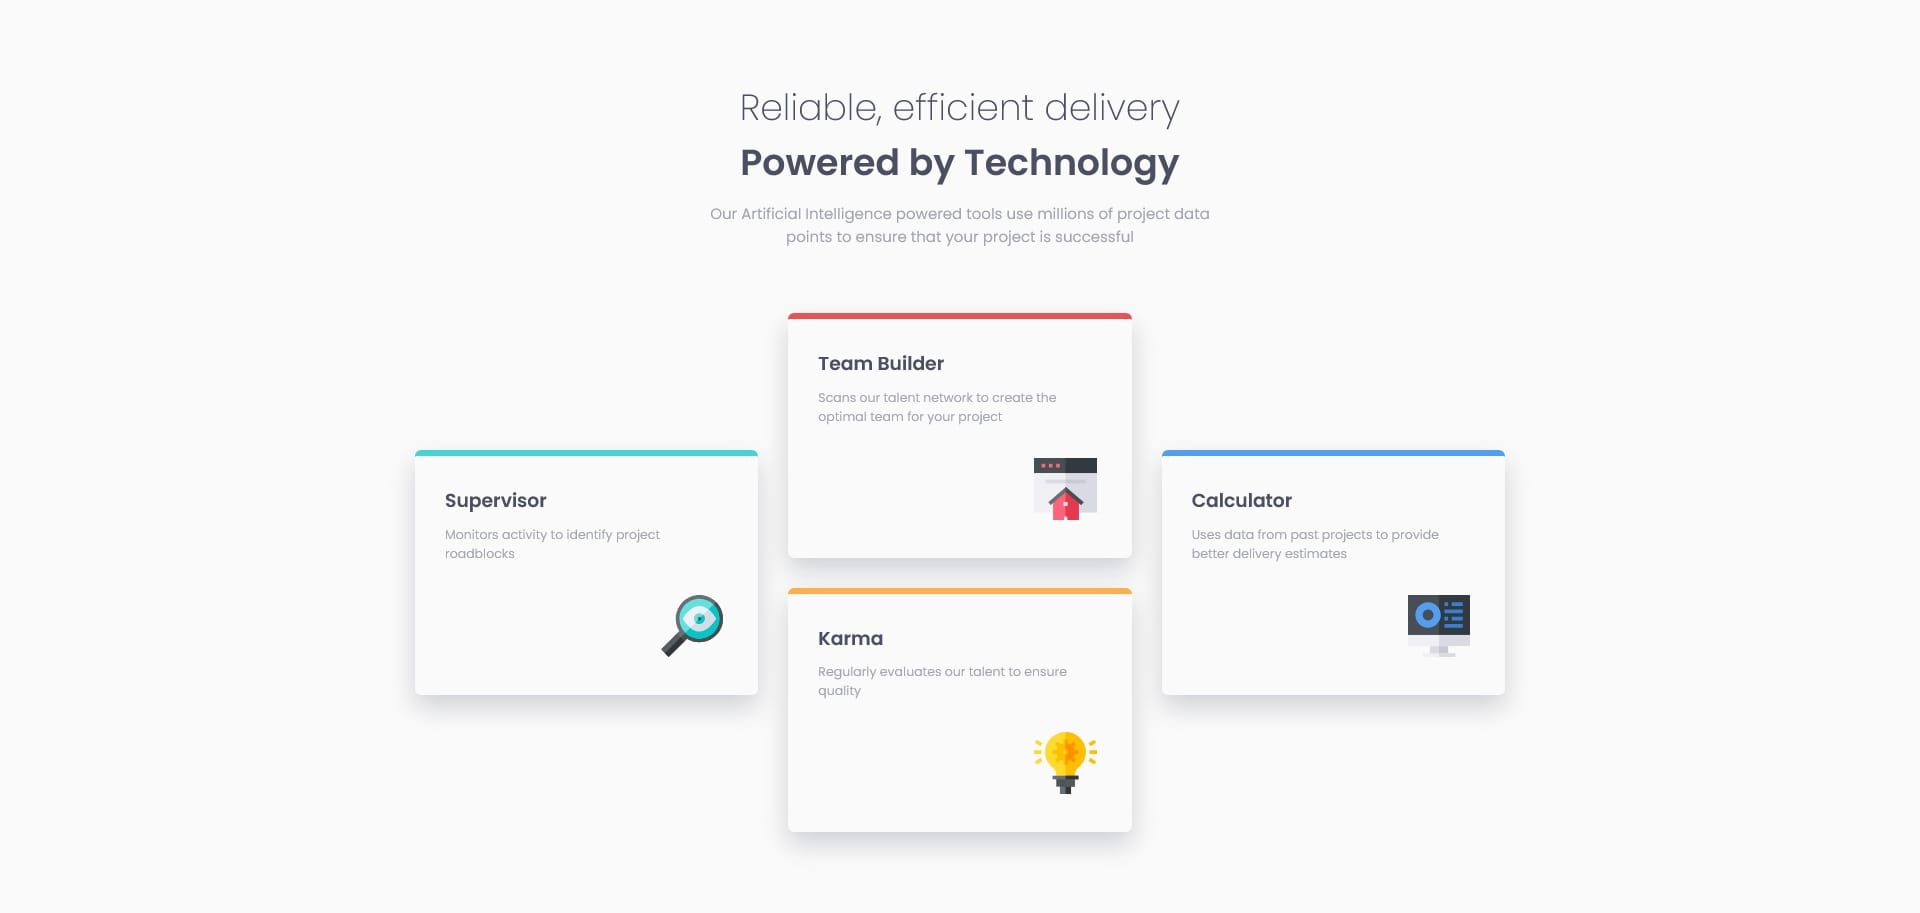 Reliable, efficient delivery
Powered by Technology
Our Artificial Intelligence powered tools use millions of project data
points to ensure that your project is successful
Team Builder
Scans our talent network to create the
optimal team for your project
Supervisor
Monitors activity to identify project
roadblocks
Calculator
Uses data from past projects to provide
better delivery estimates
Karma
Regularly evaluates our talent to ensure
quality